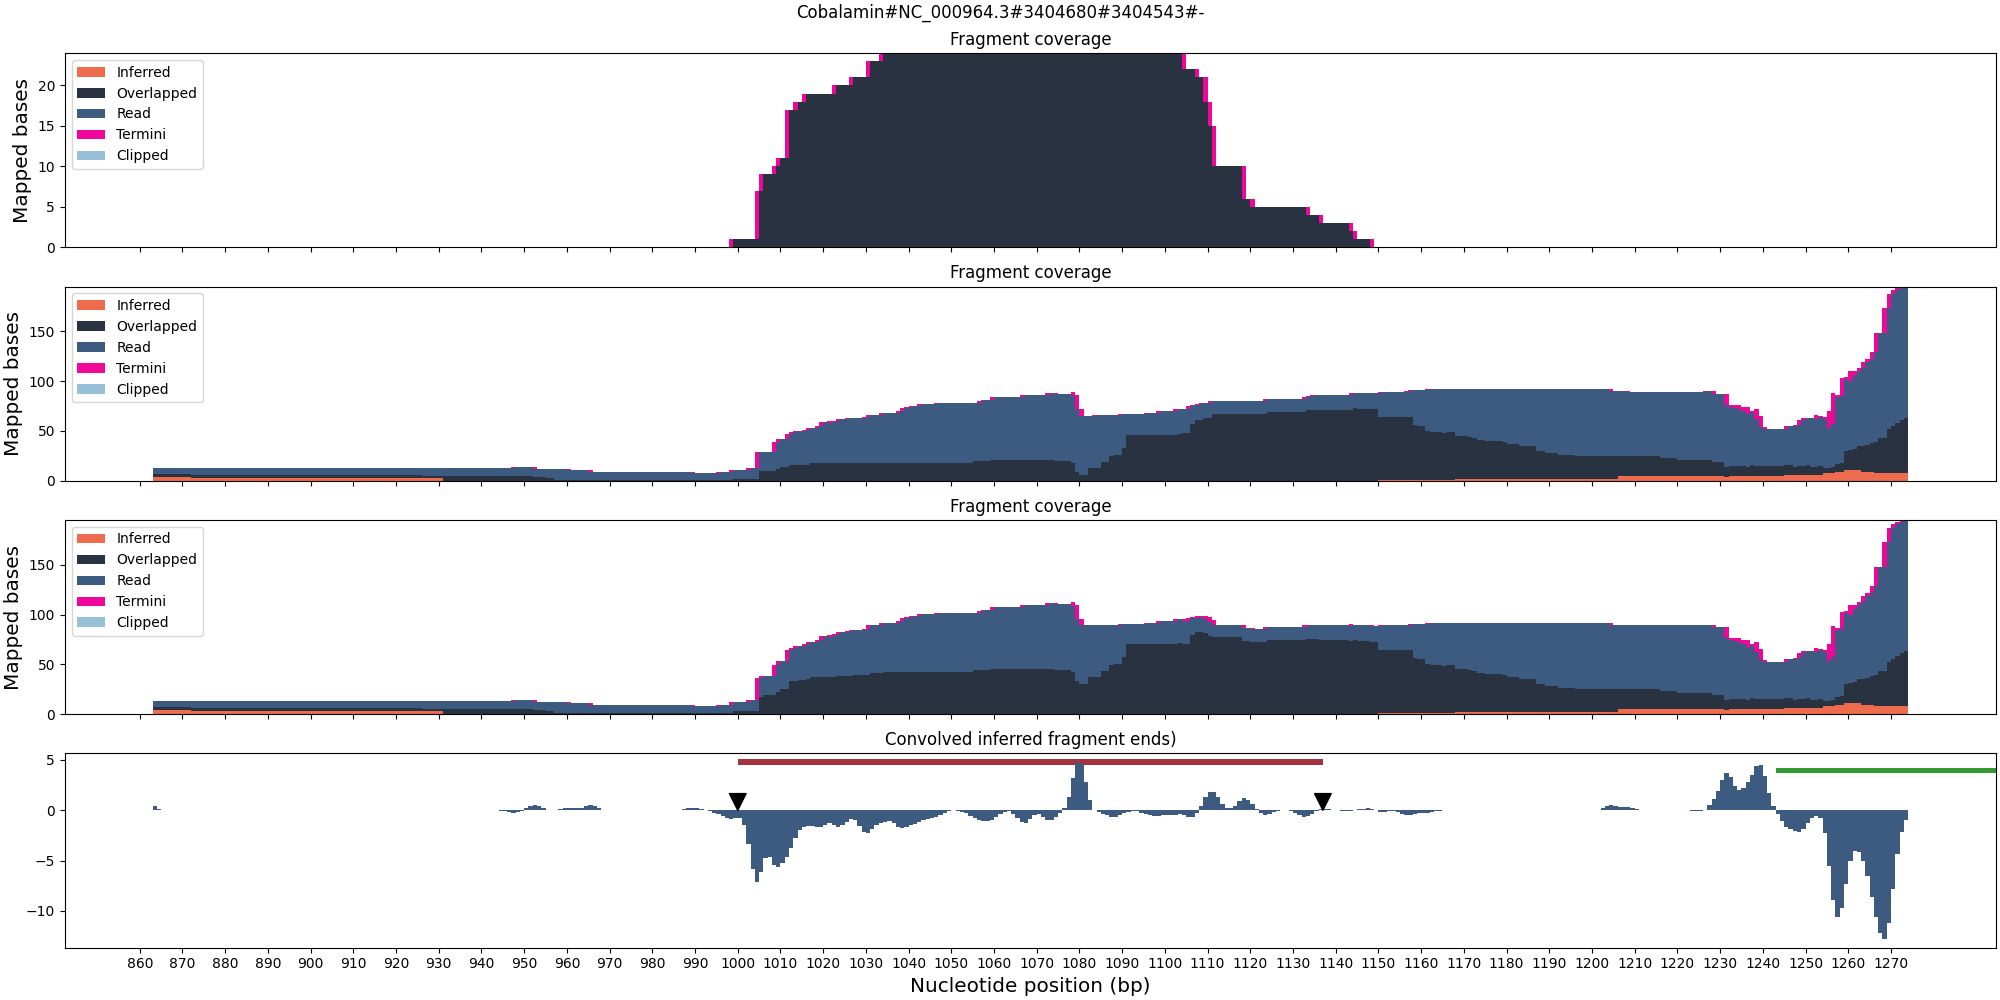 Cobalamin#NC_000964.3#3404680#3404543#-
Fragment coverage
Mapped bases
20
15
10
5
0
Inferred
Overlapped
Read
Termini
Clipped
Fragment coverage
Mapped bases
150
100
50
0
Inferred
Overlapped
Read
Termini
Clipped
Fragment coverage
Mapped bases
150
100
50
0
Inferred
Overlapped
Read
Termini
Clipped
Convolved inferred fragment ends)
5
0
−5
−10
860 870 880 890 900 910 920 930 940 950 960 970 980 990 1000 1010 1020 1030 1040 1050 1060 1070 1080 1090 1100 1110 1120 1130 1140 1150 1160 1170 1180 1190 1200 1210 1220 1230 1240 1250 1260 1270
Nucleotide position (bp)